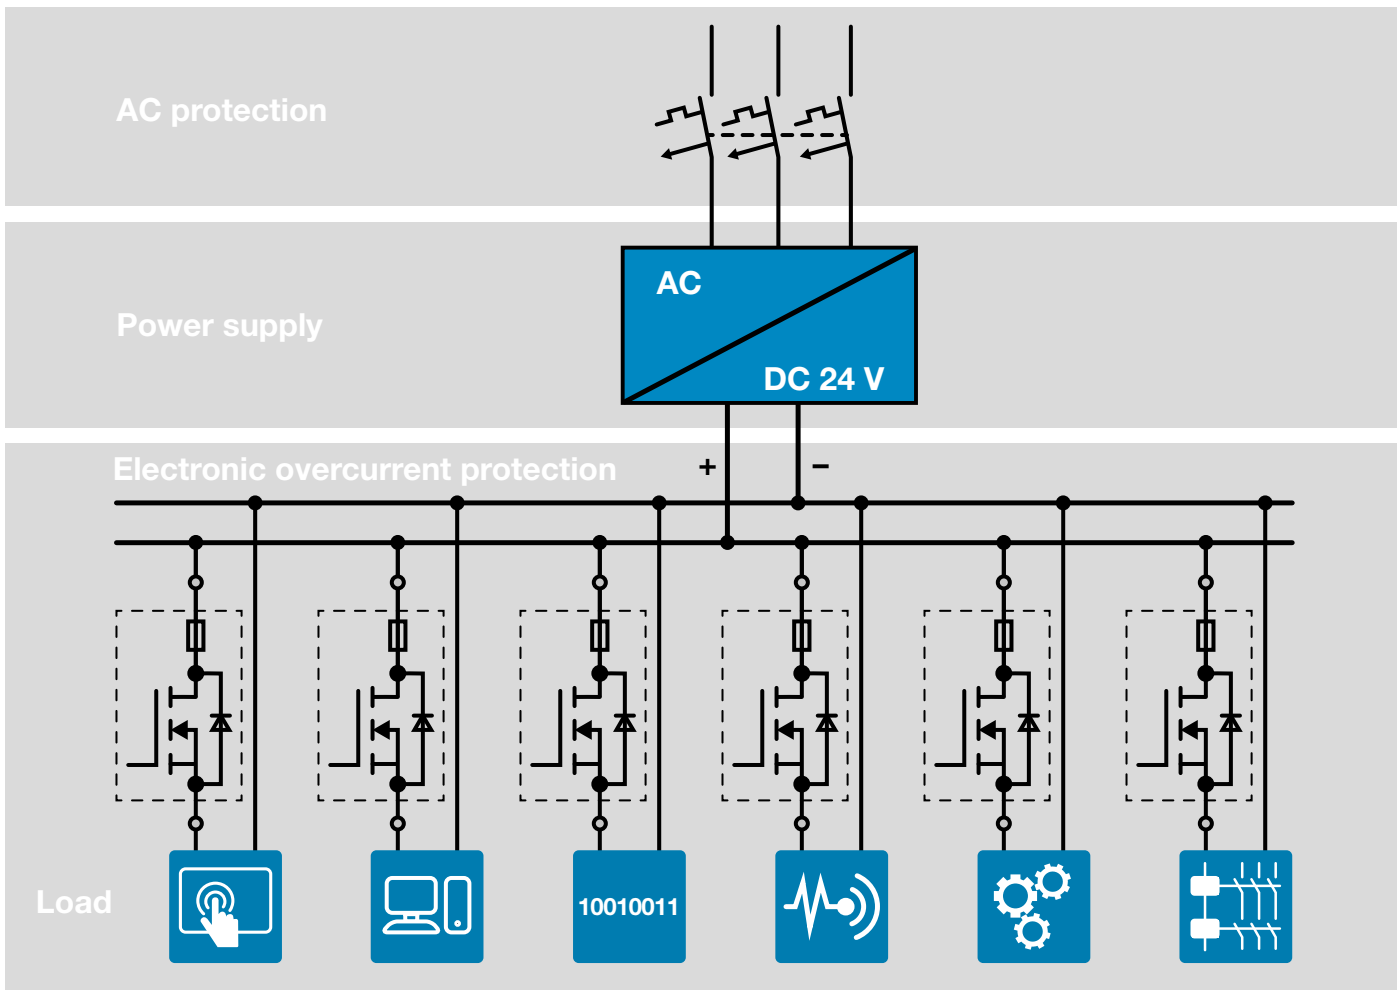 AC protection
AC
Power supply
DC 24 V
Electronic overcurrent protection
+ −
Load
10010011